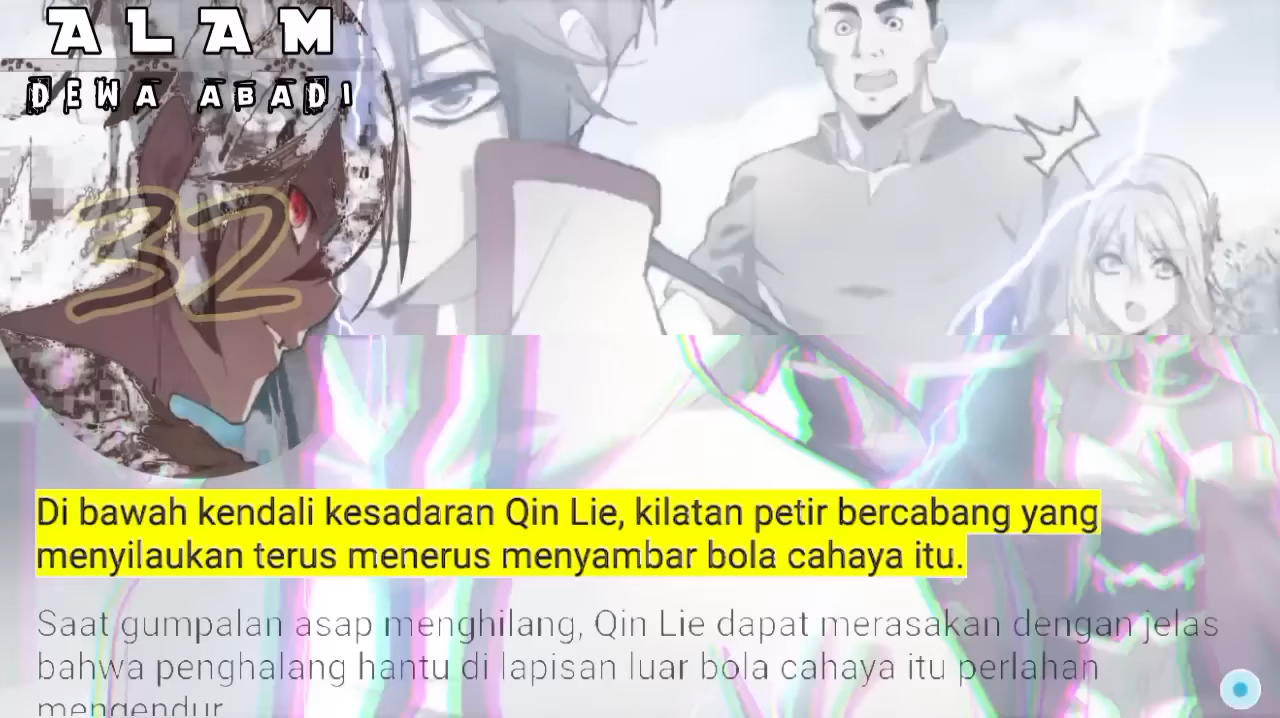 ALAM
DEWA ABADI
32
Di bawah kendali kesadaran Qin Lie, kilatan petir bercabang yang
menyilaukan terus menerus menyambar bola cahaya itu.
Saat gumpalan asap menghilang, Qin Lie dapat merasakan dengan jelas
bahwa penghalang hantu di lapisan luar bola cahaya itu perlahan
mengendur